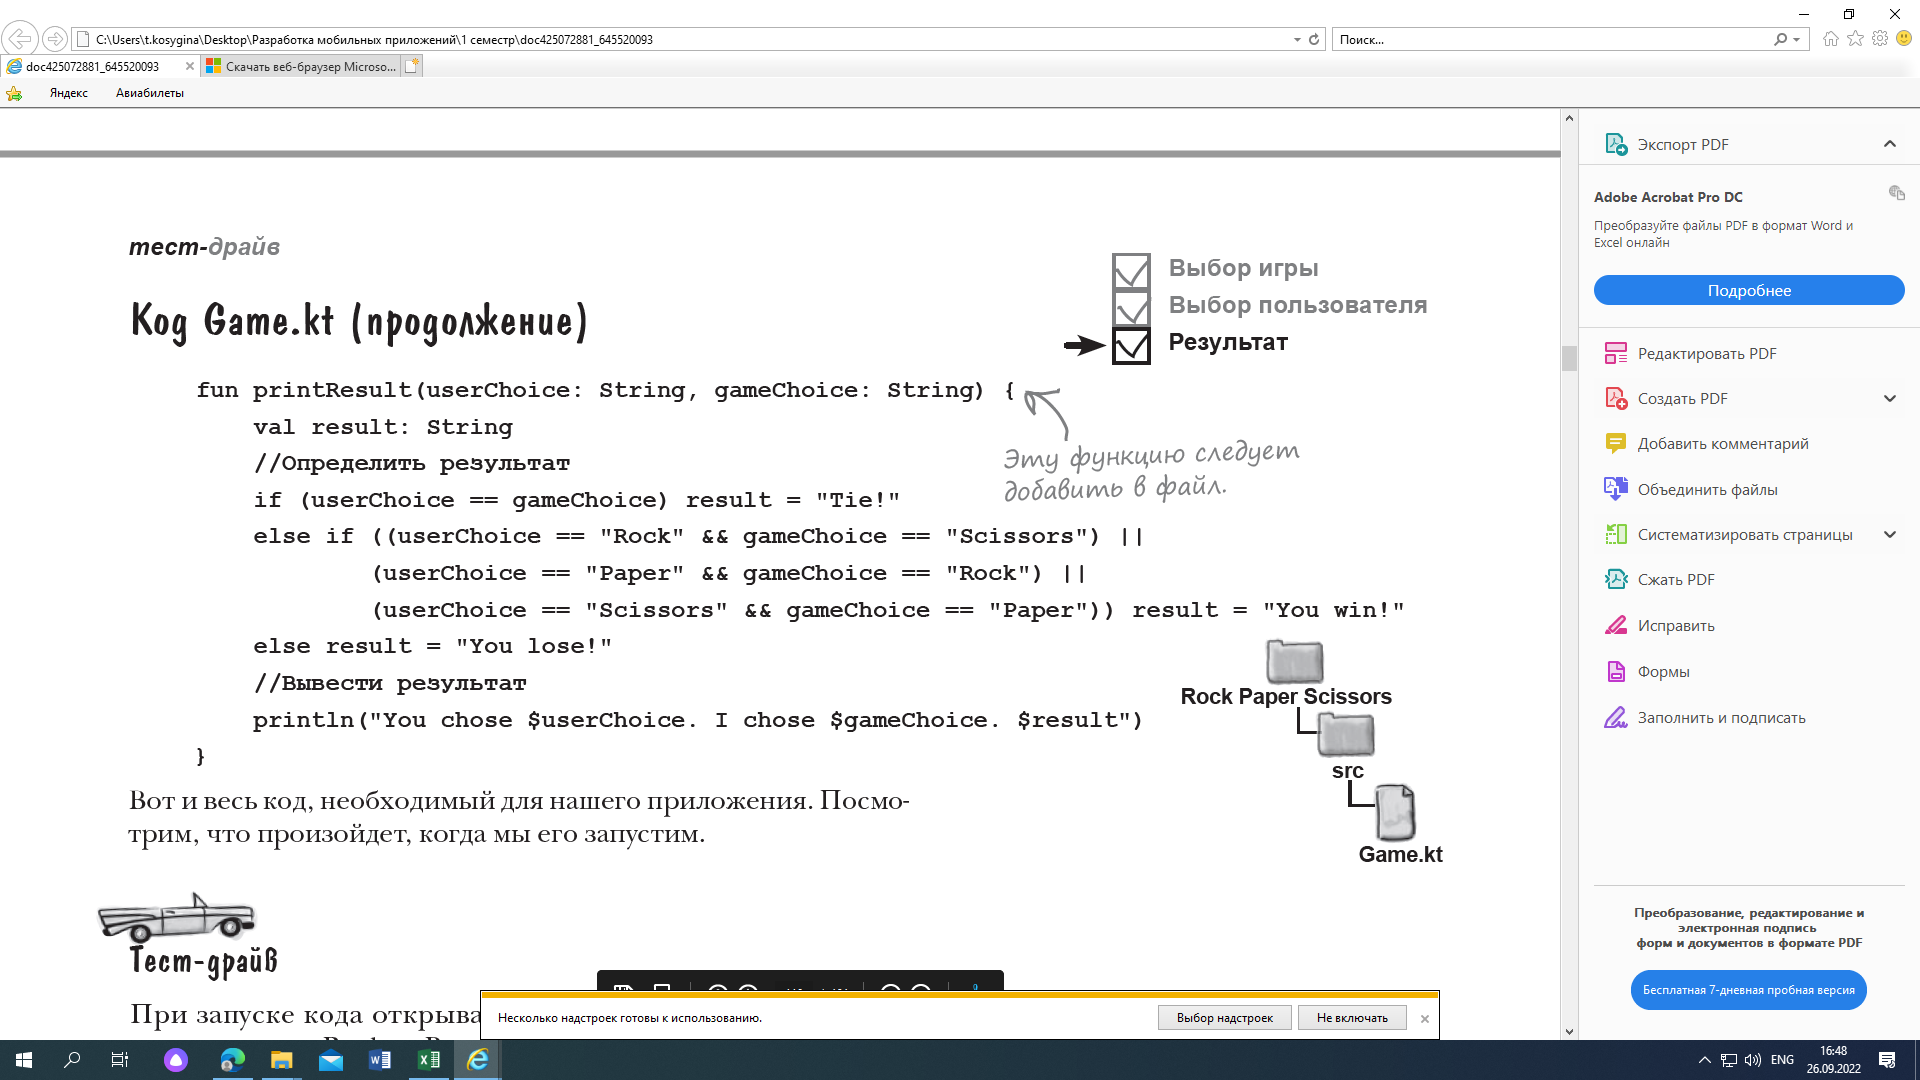 C:\Users\t.kosygina\Desktop\Разработка мобильных приложений\1 семестр\doc425072881_645520093
Поиск...
doc425072881_645520093
Скачать веб-браузер Microso...
Яндекс
Авиабилеты
тест-драйв
Код Game.kt (продолжение)
Выбор игры
Выбор пользователя
Результат
fun printResult(userChoice: String, gameChoice: String) {
val result: String
//Определить результат
if (userChoice == gameChoice) result = "Tie!"
else if ((userChoice == "Rock" && gameChoice == "Scissors") ||
(userChoice == "Paper" && gameChoice == "Rock") ||
(userChoice == "Scissors" && gameChoice == "Paper")) result = "You win!"
else result = "You lose!"
//Вывести результат
println("You chose $userChoice. I chose $gameChoice. $result")
}
Эту функцию следует
добавить в файл.
Rock Paper Scissors
src
Game.kt
Вот и весь код, необходимый для нашего приложения. Посмо-
трим, что произойдет, когда мы его запустим.
Тест-драйв
При запуске кода открыва
Экспорт PDF
Adobe Acrobat Pro DC
Преобразуйте файлы PDF в формат Word и
Excel онлайн
Подробнее
Редактировать PDF
Создать PDF
Добавить комментарий
Объединить файлы
Систематизировать страницы
Сжать PDF
Исправить
Формы
Заполнить и подписать
Преобразование, редактирование и
электронная подпись
форм и документов в формате PDF
Бесплатная 7-дневная пробная версия
Несколько надстроек готовы к использованию.
Выбор надстроек
Не включать
ENG
16:48
26.09.2022